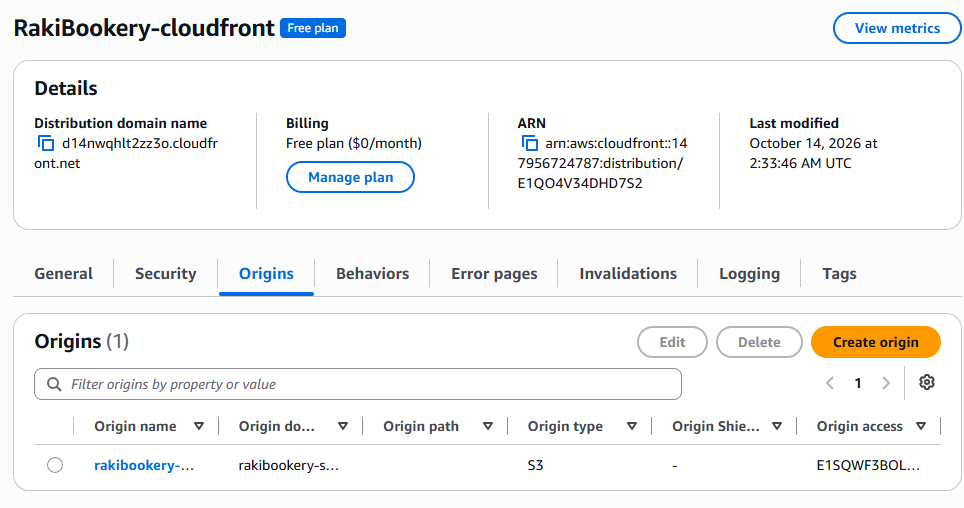 RakiBookery-cloudfront Free plan View metrics
Details
Distribution domain name
d14nwqhlt2zz3o.cloudfr
ont.net
Billing
Free plan ($0/month)
Manage plan
ARN
arn:aws:cloudfront::14
7956724787:distribution/
E1QO4V34DHD7S2
Last modified
October 14, 2026 at
2:33:46 AM UTC
General Security Origins Behaviors Error pages Invalidations Logging Tags
Origins (1) Edit Delete Create origin
Filter origins by property or value 1
Origin name Origin do... Origin path Origin type Origin Shie... Origin access
rakibookery-... rakibookery-s... S3 - E1SQWF3BOL...